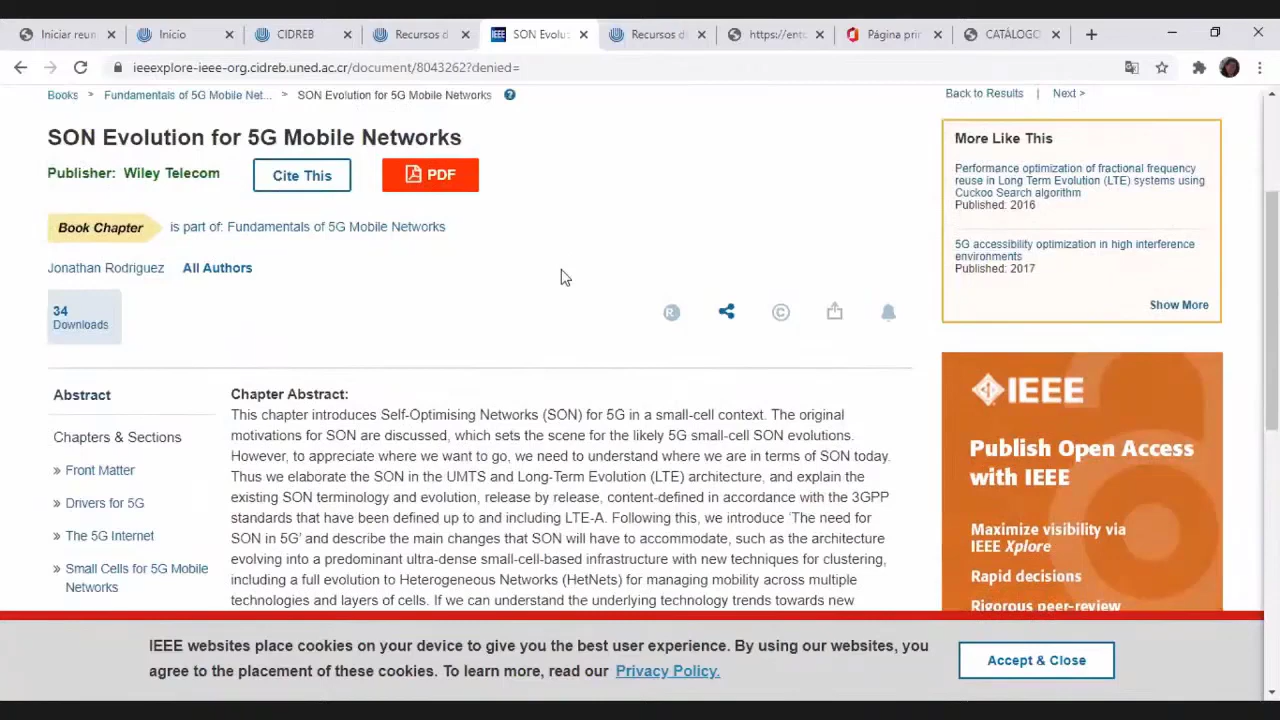 Iniciar reun
Inicio
CIDREB
Recursos d
IEEE SON Evolu
Recursos de
https://ent
Página prin
CATÁLOGO
ieeexplore-ieee-org.cidreb.uned.ac.cr/document/8043262?denied=
Books > Fundamentals of 5G Mobile Net... > SON Evolution for 5G Mobile Networks
Back to Results | Next >
SON Evolution for 5G Mobile Networks
Publisher: Wiley Telecom
Cite This
PDF
Book Chapter is part of: Fundamentals of 5G Mobile Networks
Jonathan Rodriguez All Authors
34
Downloads
R
©
More Like This
Performance optimization of fractional frequency
reuse in Long Term Evolution (LTE) systems using
Cuckoo Search algorithm
Published: 2016
5G accessibility optimization in high interference
environments
Published: 2017
Show More
Abstract
Chapters & Sections
» Front Matter
» Drivers for 5G
» The 5G Internet
» Small Cells for 5G Mobile
Networks
Chapter Abstract:
This chapter introduces Self-Optimising Networks (SON) for 5G in a small-cell context. The original
motivations for SON are discussed, which sets the scene for the likely 5G small-cell SON evolutions.
However, to appreciate where we want to go, we need to understand where we are in terms of SON today.
Thus we elaborate the SON in the UMTS and Long-Term Evolution (LTE) architecture, and explain the
existing SON terminology and evolution, release by release, content-defined in accordance with the 3GPP
standards that have been defined up to and including LTE-A. Following this, we introduce 'The need for
SON in 5G' and describe the main changes that SON will have to accommodate, such as the architecture
evolving into a predominant ultra-dense small-cell-based infrastructure with new techniques for clustering,
including a full evolution to Heterogeneous Networks (HetNets) for managing mobility across multiple
technologies and layers of cells. If we can understand the underlying technology trends towards new
IEEE
Publish Open Access
with IEEE
Maximize visibility via
IEEE Xplore
Rapid decisions
Rigorous peer-review
IEEE websites place cookies on your device to give you the best user experience. By using our websites, you
agree to the placement of these cookies. To learn more, read our Privacy Policy.
Accept & Close